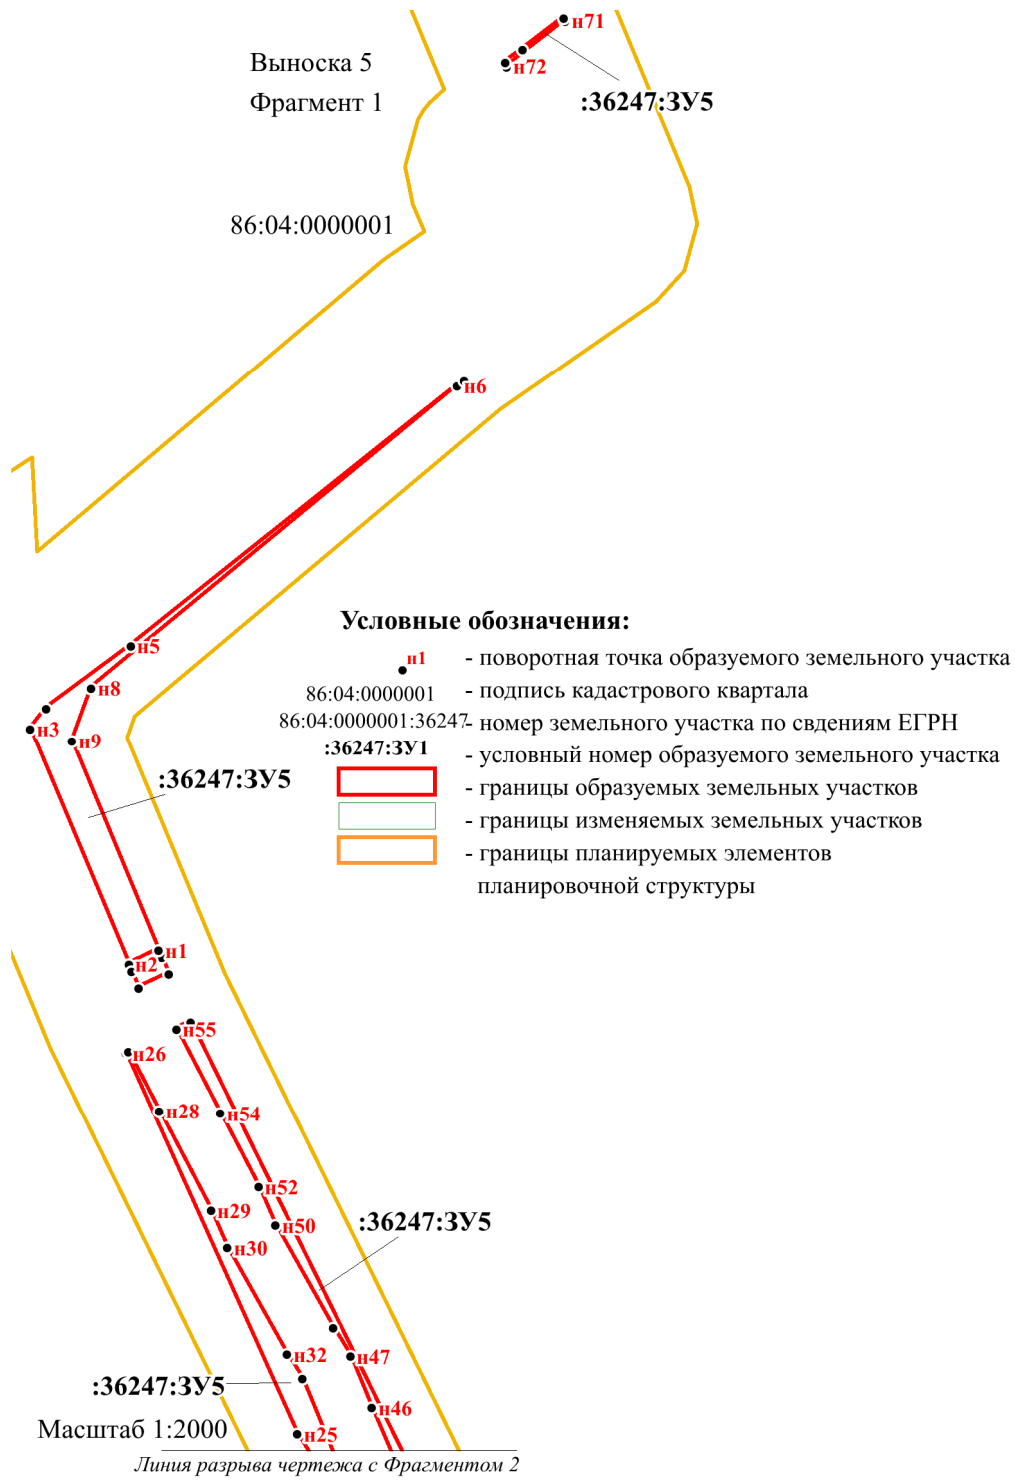 н71
Выноска 5
н72
:36247:ЗУ5
Фрагмент 1
86:04:0000001
н6
Условные обозначения:
н5
н1
- поворотная точка образуемого земельного участка
н8
86:04:0000001
- подпись кадастрового квартала
н3
86:04:0000001:36247
- номер земельного участка по свдениям ЕГРН
н9
:36247:ЗУ1
- условный номер образуемого земельного участка
:36247:ЗУ5
- границы образуемых земельных участков
- границы изменяемых земельных участков
- границы планируемых элементов
планировочной структуры
н1
н2
н55
н26
н28
н54
н52
н29
н50
:36247:ЗУ5
н30
н32
н47
:36247:ЗУ5
н46
Масштаб 1:2000
н25
Линия разрыва чертежа с Фрагментом 2